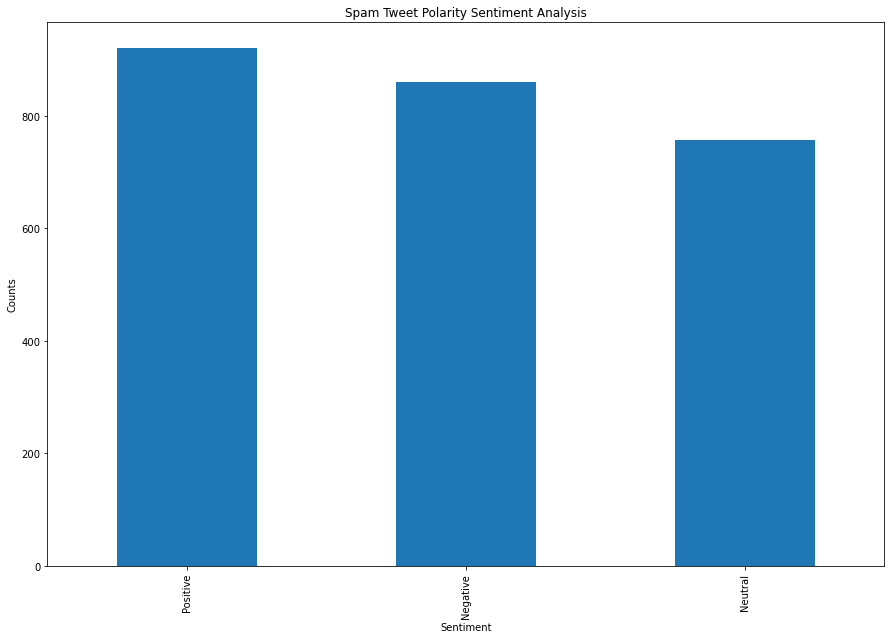 Spam Tweet Polarity Sentiment Analysis
Counts
800
600
400
200
0
Positive
Negative
Neutral
Sentiment